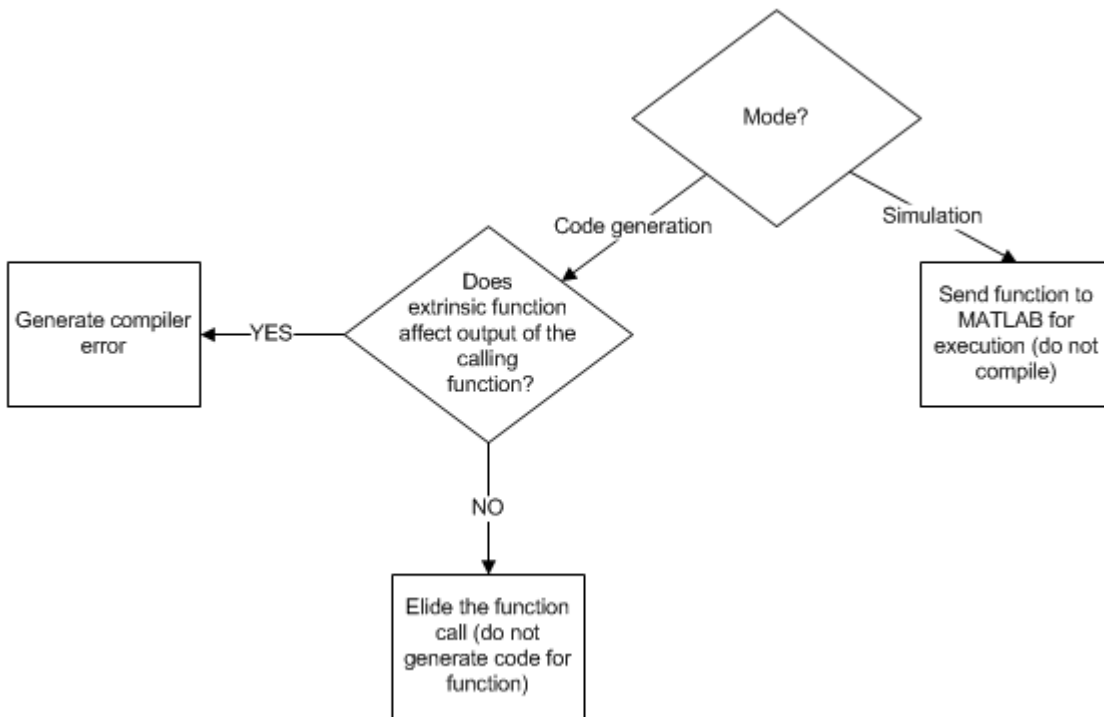 Mode?
Code generation
Simulation
Does
extrinsic function
affect output of the
calling
function?
YES
Generate compiler
error
Send function to
MATLAB for
execution (do not
compile)
NO
Elide the function
call (do not
generate code for
function)